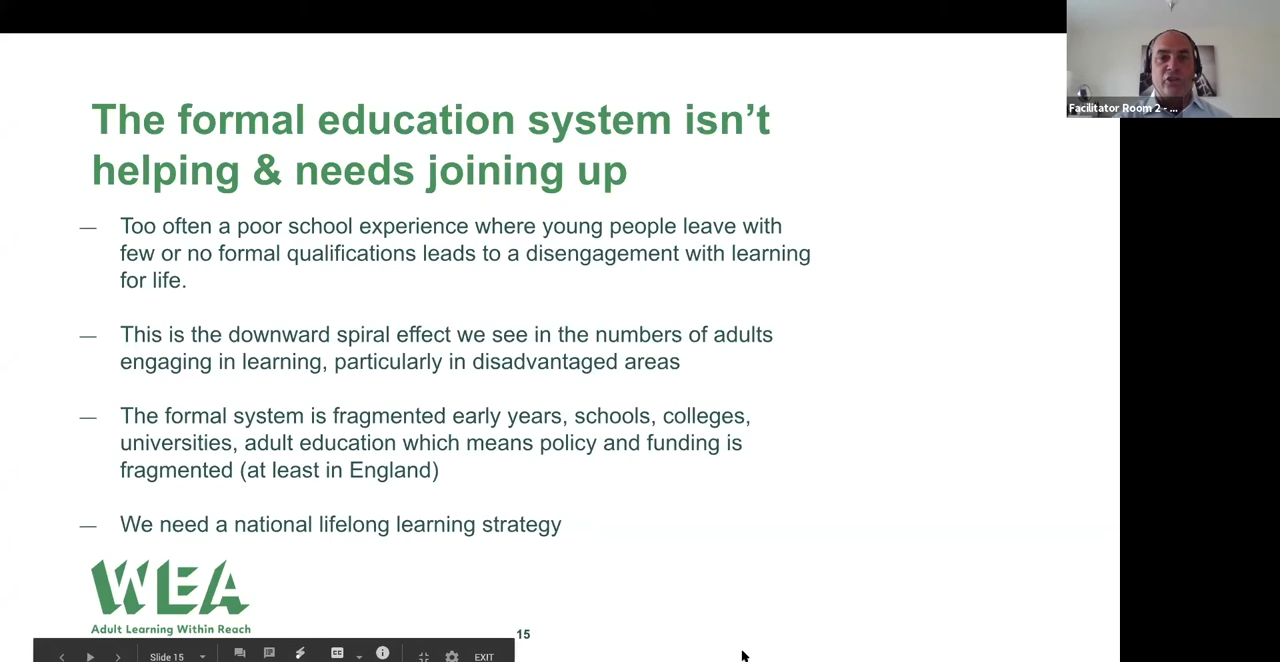 Facilitator Room 2 - ...
The formal education system isn’t
helping & needs joining up
— Too often a poor school experience where young people leave with
few or no formal qualifications leads to a disengagement with learning
for life.
— This is the downward spiral effect we see in the numbers of adults
engaging in learning, particularly in disadvantaged areas
— The formal system is fragmented early years, schools, colleges,
universities, adult education which means policy and funding is
fragmented (at least in England)
— We need a national lifelong learning strategy
WEA
Adult Learning Within Reach
15
Slide 15
CC
EXIT